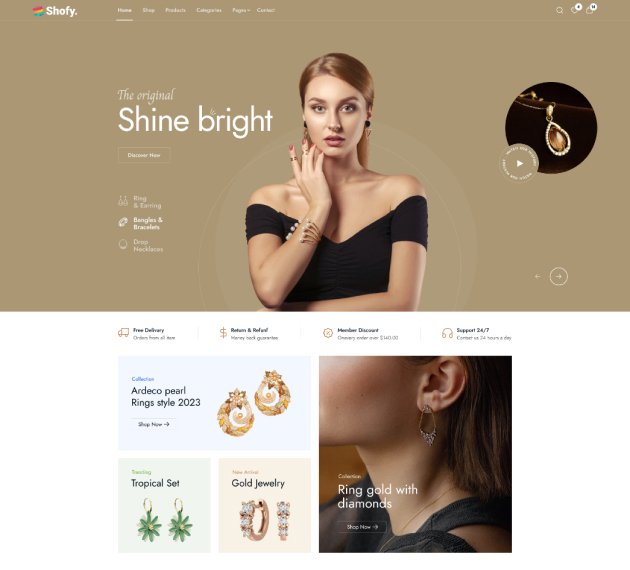 Shofy.
Home Shop Products Categories Pages Contact
4
The original
Shine bright
Discover Now
Ring
& Earring
Bangles &
Bracelets
Drop
Necklaces
Free Delivery
Orders from all item
Return & Refunf
Money back guarantee
Member Discount
Onevery order over $140.00
Support 24/7
Contact us 24 hours a day
Collection
Ardeco pearl
Rings style 2023
Shop Now
Trending
Tropical Set
New Arrival
Gold Jewelry
Collection
Ring gold with
diamonds
Shop Now